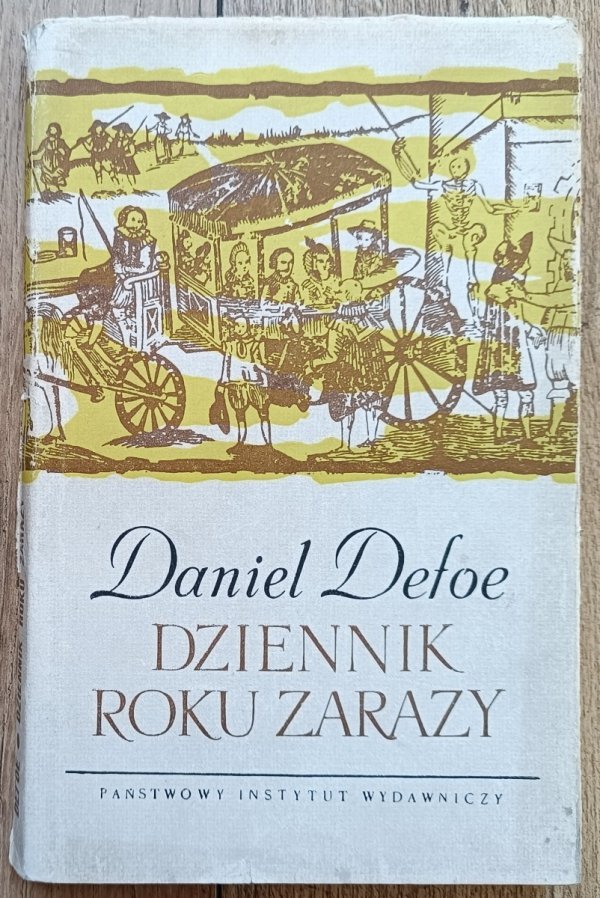 Daniel Defoe
DZIENNIK
ROKU ZARAZY
PAŃSTWOWY INSTYTUT WYDAWNICZY